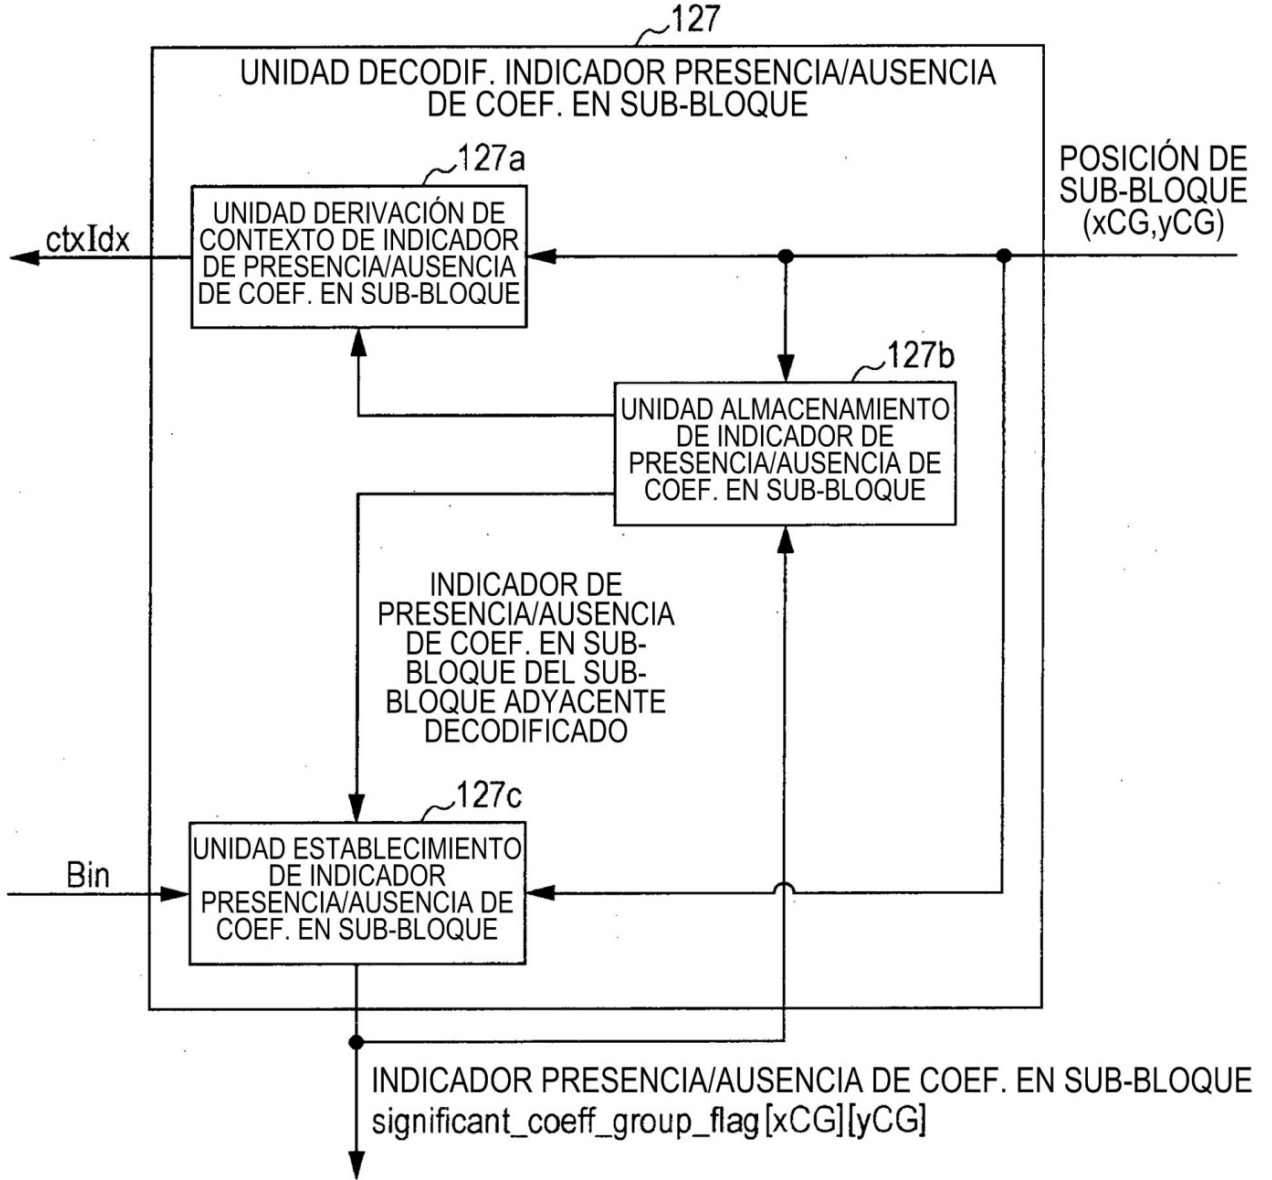 127
UNIDAD DECODIF. INDICADOR PRESENCIA/AUSENCIA
DE COEF. EN SUB-BLOQUE
127a
POSICIÓN DE
SUB-BLOQUE
(xCG,yCG)
ctxIdx
UNIDAD DERIVACIÓN DE
CONTEXTO DE INDICADOR
DE PRESENCIA/AUSENCIA
DE COEF. EN SUB-BLOQUE
127b
UNIDAD ALMACENAMIENTO
DE INDICADOR DE
PRESENCIA/AUSENCIA DE
COEF. EN SUB-BLOQUE
INDICADOR DE
PRESENCIA/AUSENCIA
DE COEF. EN SUB-
BLOQUE DEL SUB-
BLOQUE ADYACENTE
DECODIFICADO
127c
Bin
UNIDAD ESTABLECIMIENTO
DE INDICADOR
PRESENCIA/AUSENCIA DE
COEF. EN SUB-BLOQUE
INDICADOR PRESENCIA/AUSENCIA DE COEF. EN SUB-BLOQUE
significant_coeff_group_flag[xCG][yCG]